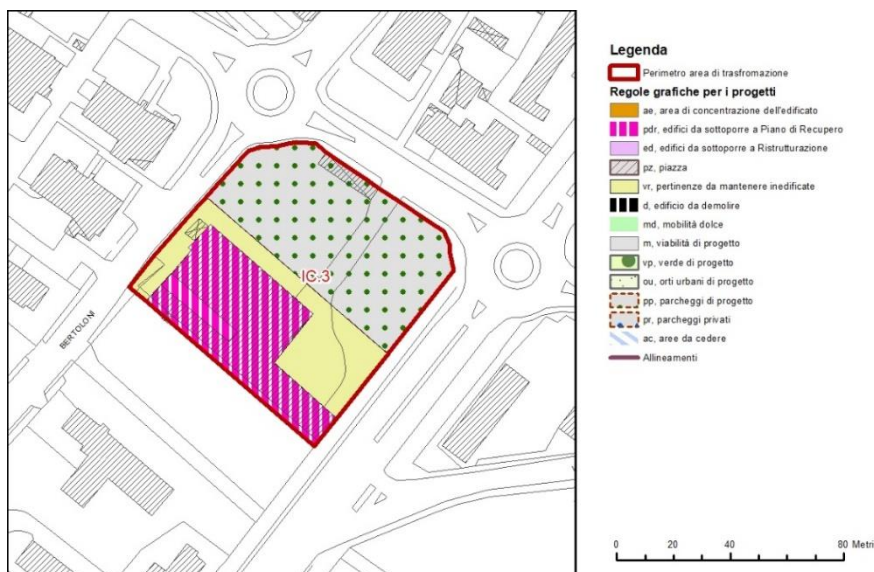 IC.3
BERTOLONI
Legenda
Perimetro area di trasfromazione
Regole grafiche per i progetti
ae, area di concentrazione dell'edificato
pdr, edifici da sottoporre a Piano di Recupero
ed, edifici da sottoporre a Ristrutturazione
pz, piazza
vr, pertinenze da mantenere inedificate
d, edificio da demolire
md, mobilità dolce
m, viabilità di progetto
vp, verde di progetto
ou, orti urbani di progetto
pp, parcheggi di progetto
pr, parcheggi privati
ac, aree da cedere
Allineamenti
0 20 40 80 Metri